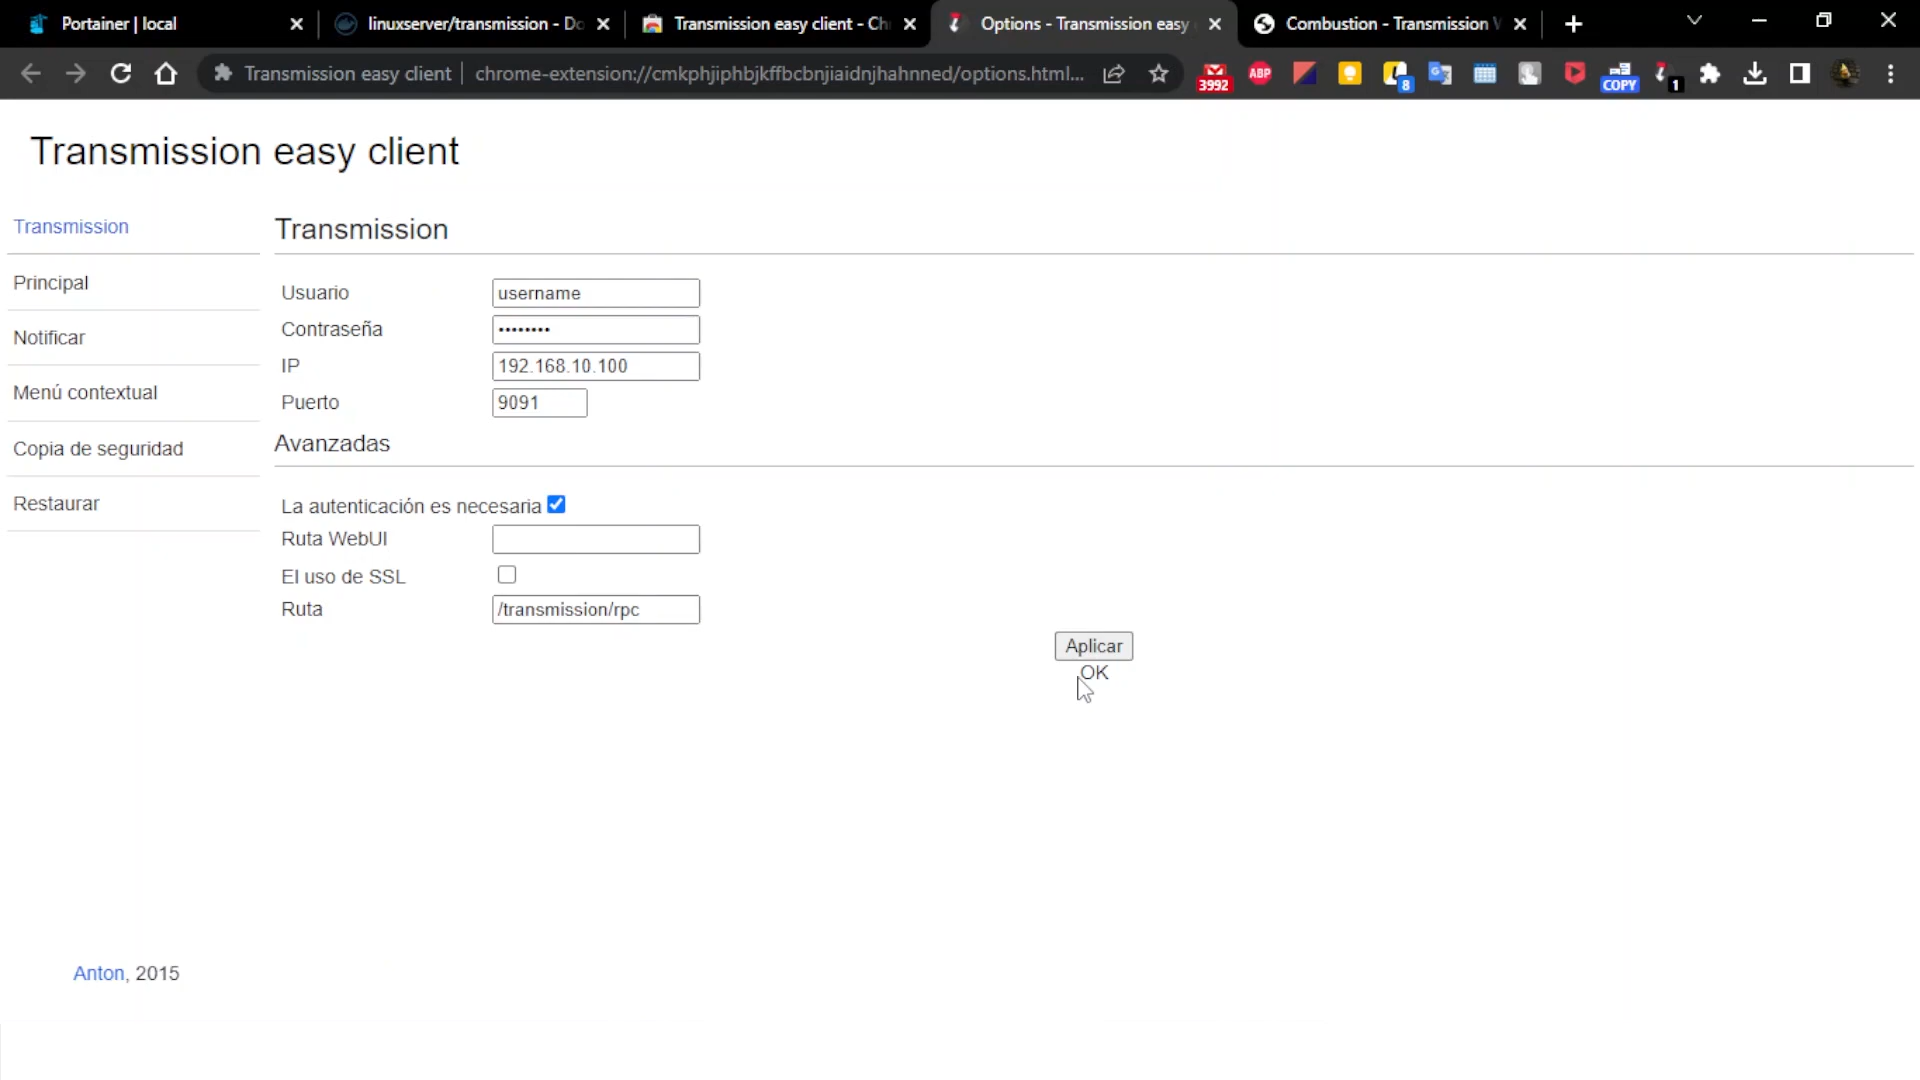 Portainer | local
linuxserver/transmission - Do
Transmission easy client - Ch
Options - Transmission easy
Combustion - Transmission
Transmission easy client
chrome-extension://cmkphjiphbjkffbcbnjiaidnjhahnned/options.html...
3992
ABP
8
COPY
1
Transmission easy client
Transmission
Principal
Notificar
Menú contextual
Copia de seguridad
Restaurar
Transmission
Usuario username
Contraseña ••••••••
IP 192.168.10.100
Puerto 9091
Avanzadas
La autenticación es necesaria
Ruta WebUI
El uso de SSL
Ruta /transmission/rpc
Aplicar
OK
Anton, 2015